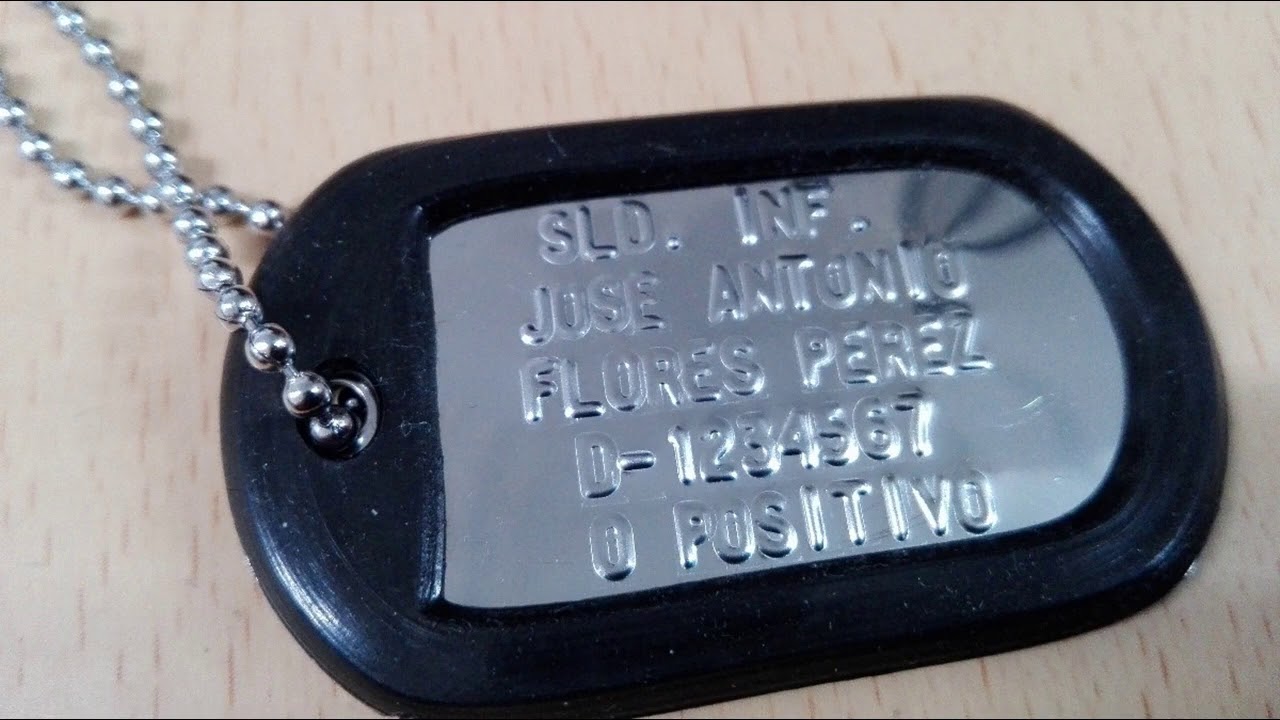 SLD. INF.
JOSE ANTONIO
FLORES PEREZ
D-1234567
O POSITIVO